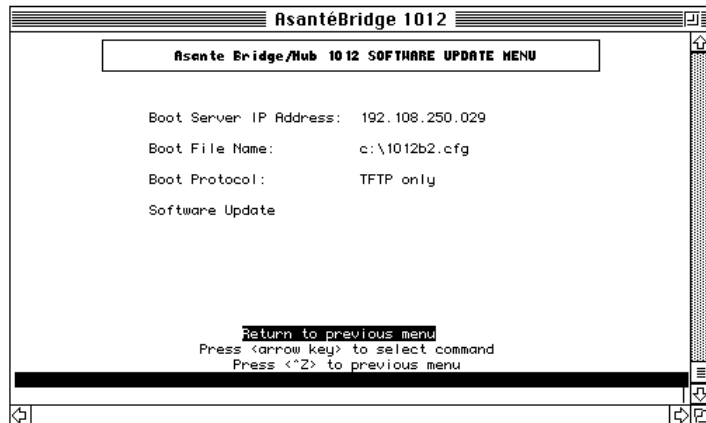 AsantéBridge 1012
Asante Bridge/Hub 1012 SOFTWARE UPDATE MENU
Boot Server IP Address: 192.108.250.029
Boot File Name: c:\1012b2.cfg
Boot Protocol: TFTP only
Software Update
Return to previous menu
Press <arrow key> to select command
Press <^Z> to previous menu